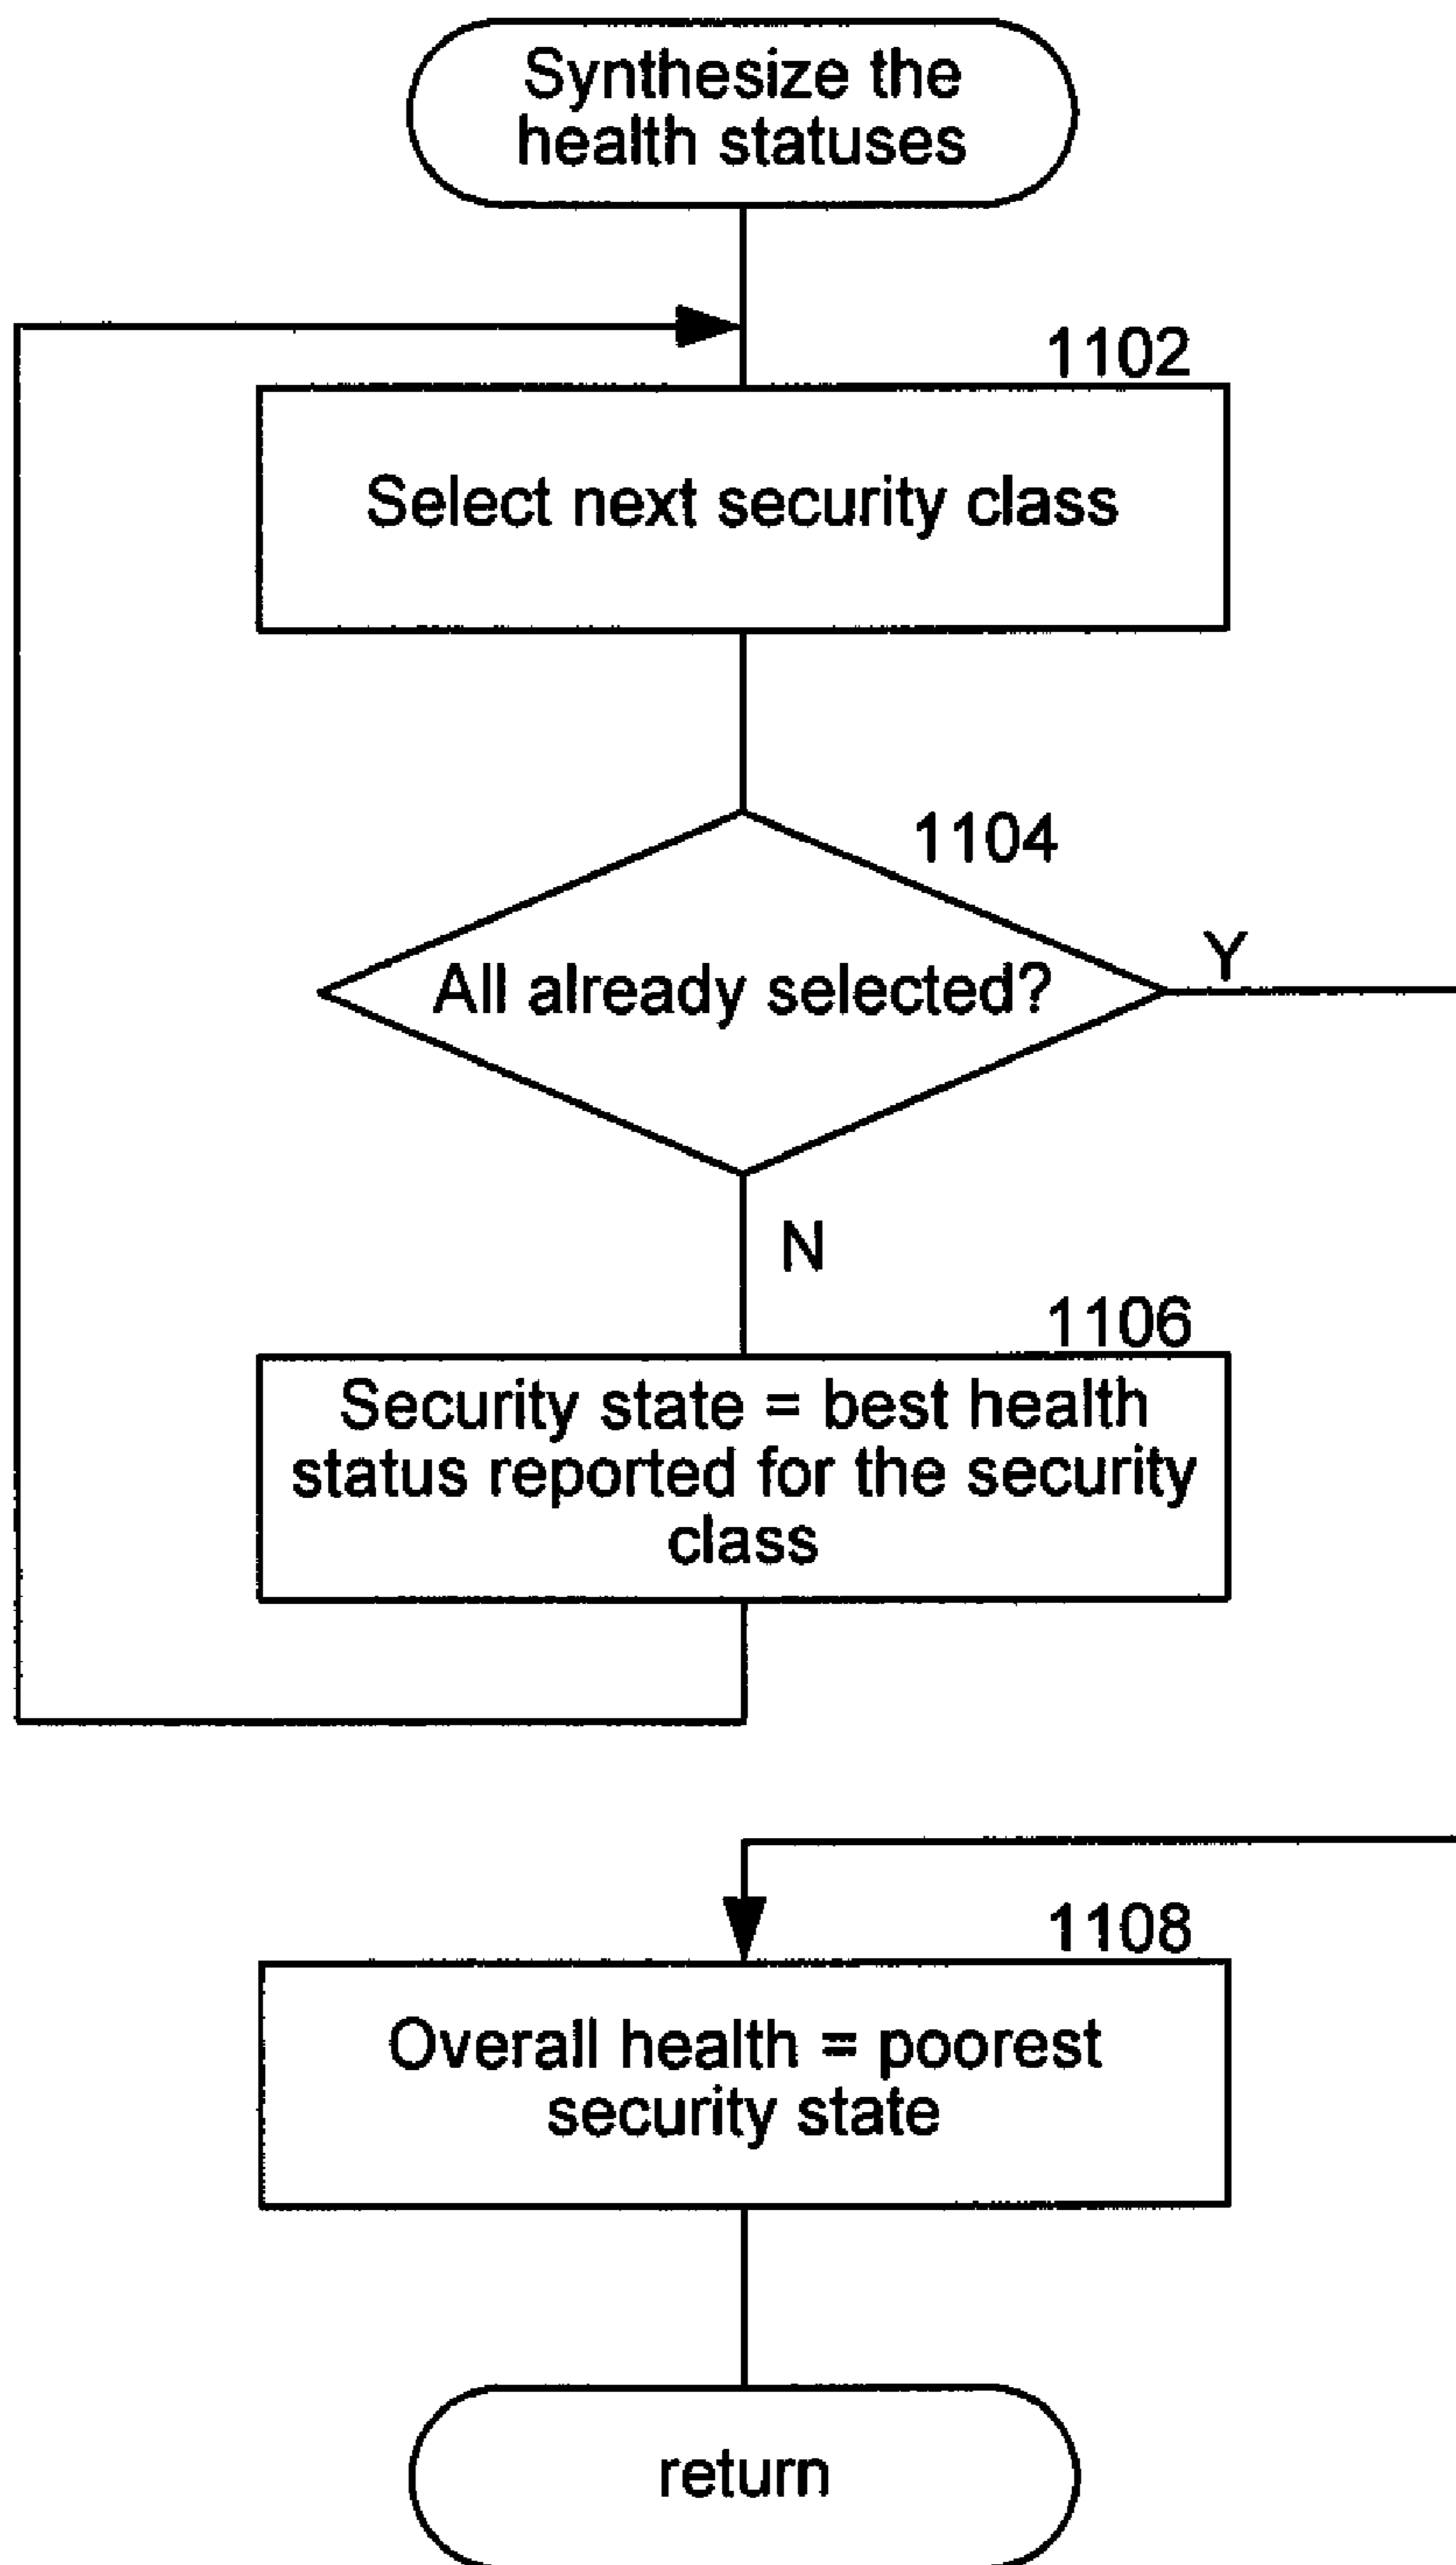 Synthesize the
health statuses
1102
Select next security class
1104
All already selected?
Y
N
1106
Security state = best health
status reported for the security
class
1108
Overall health = poorest
security state
return